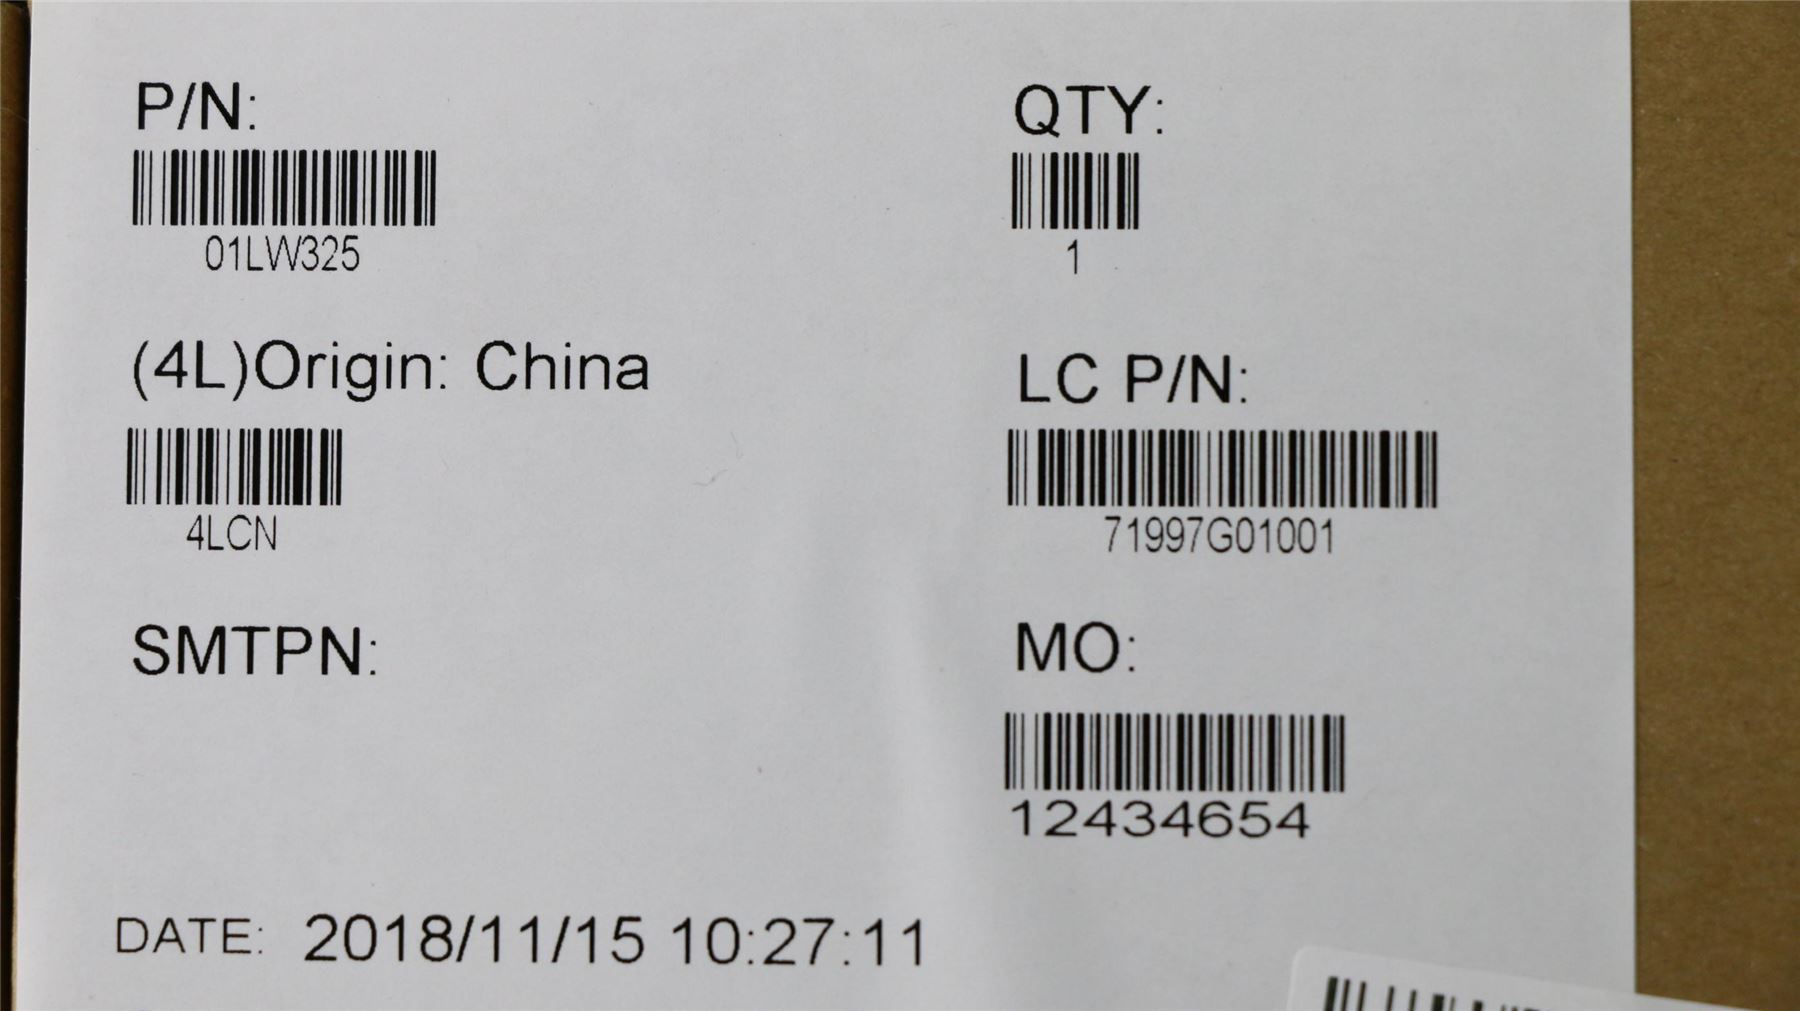 P/N:
01LW325
QTY:
1
(4L)Origin: China
4LCN
LC P/N:
71997G01001
SMTPN:
MO:
12434654
DATE: 2018/11/15 10:27:11